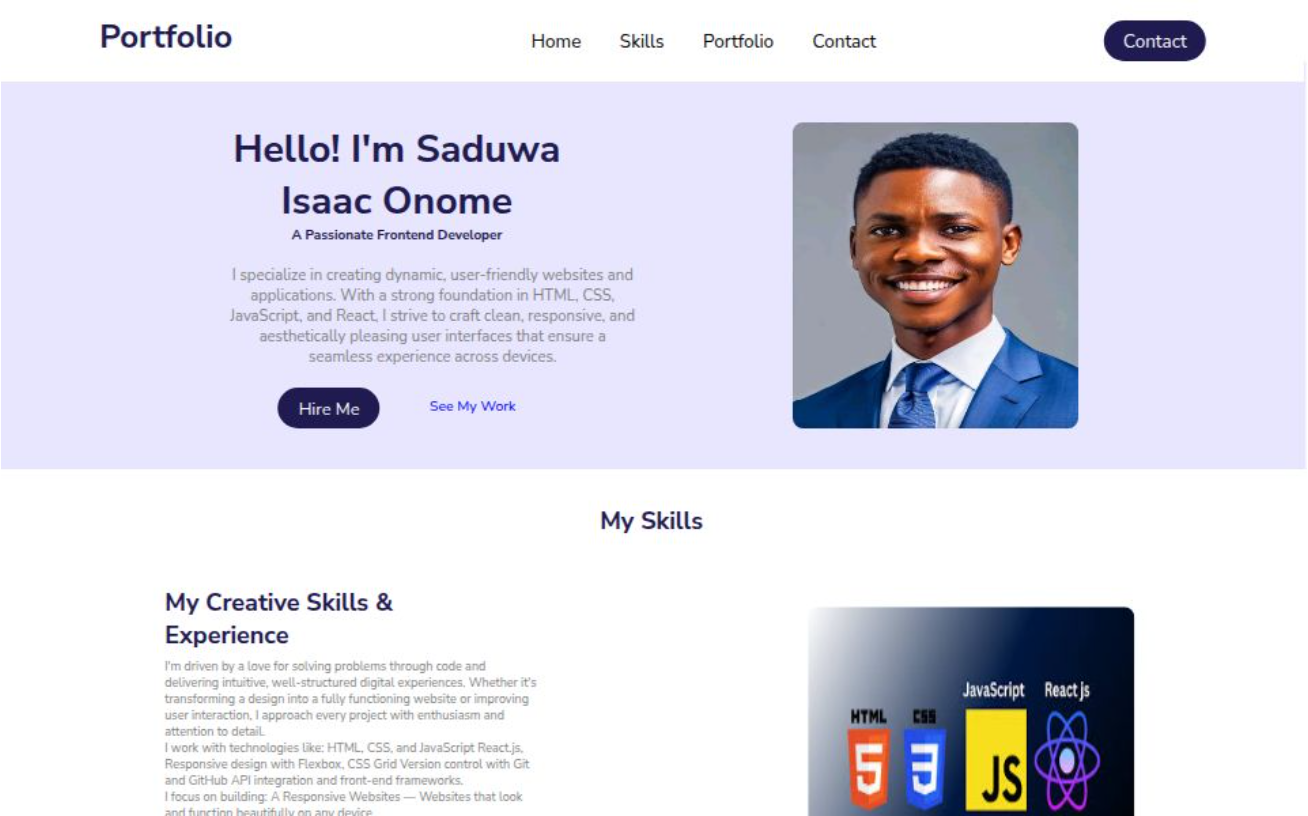 Portfolio
Home Skills Portfolio Contact
Contact
Hello! I'm Saduwa
Isaac Onome
A Passionate Frontend Developer
I specialize in creating dynamic, user-friendly websites and
applications. With a strong foundation in HTML, CSS,
JavaScript, and React, I strive to craft clean, responsive, and
aesthetically pleasing user interfaces that ensure a
seamless experience across devices.
Hire Me
See My Work
My Skills
My Creative Skills &
Experience
I'm driven by a love for solving problems through code and
delivering intuitive, well-structured digital experiences. Whether it's
transforming a design into a fully functioning website or improving
user interaction, I approach every project with enthusiasm and
attention to detail.
I work with technologies like: HTML, CSS, and JavaScript React.js,
Responsive design with Flexbox, CSS Grid Version control with Git
and GitHub API integration and front-end frameworks.
I focus on building: A Responsive Websites — Websites that look
and function beautifully on any device
JavaScript React js
HTML CSS
5 3 JS